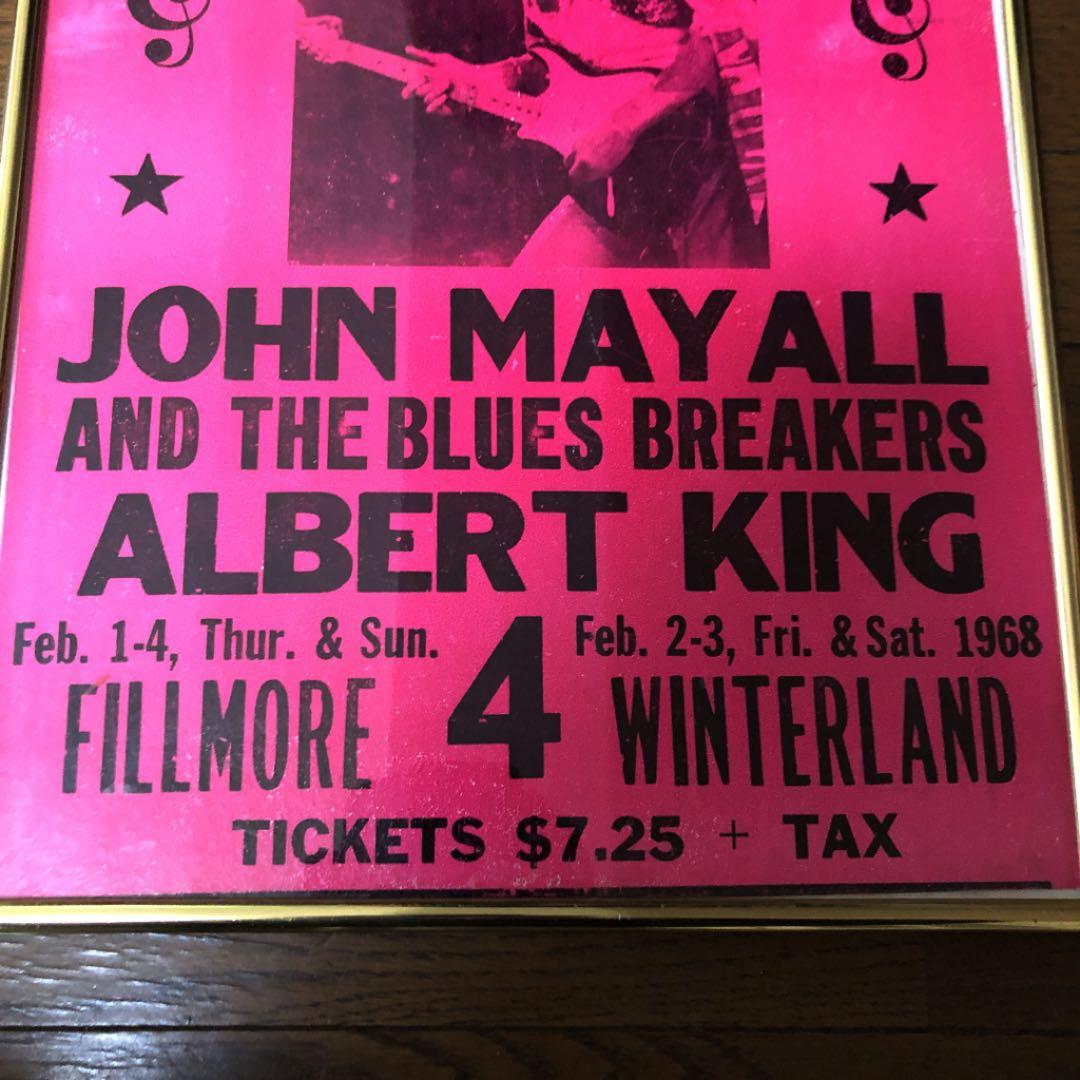 JOHN MAYALL
AND THE BLUES BREAKERS
ALBERT KING
Feb. 1-4, Thur. & Sun.
FILLMORE
4
Feb. 2-3, Fri. & Sat. 1968
WINTERLAND
TICKETS $7.25 + TAX